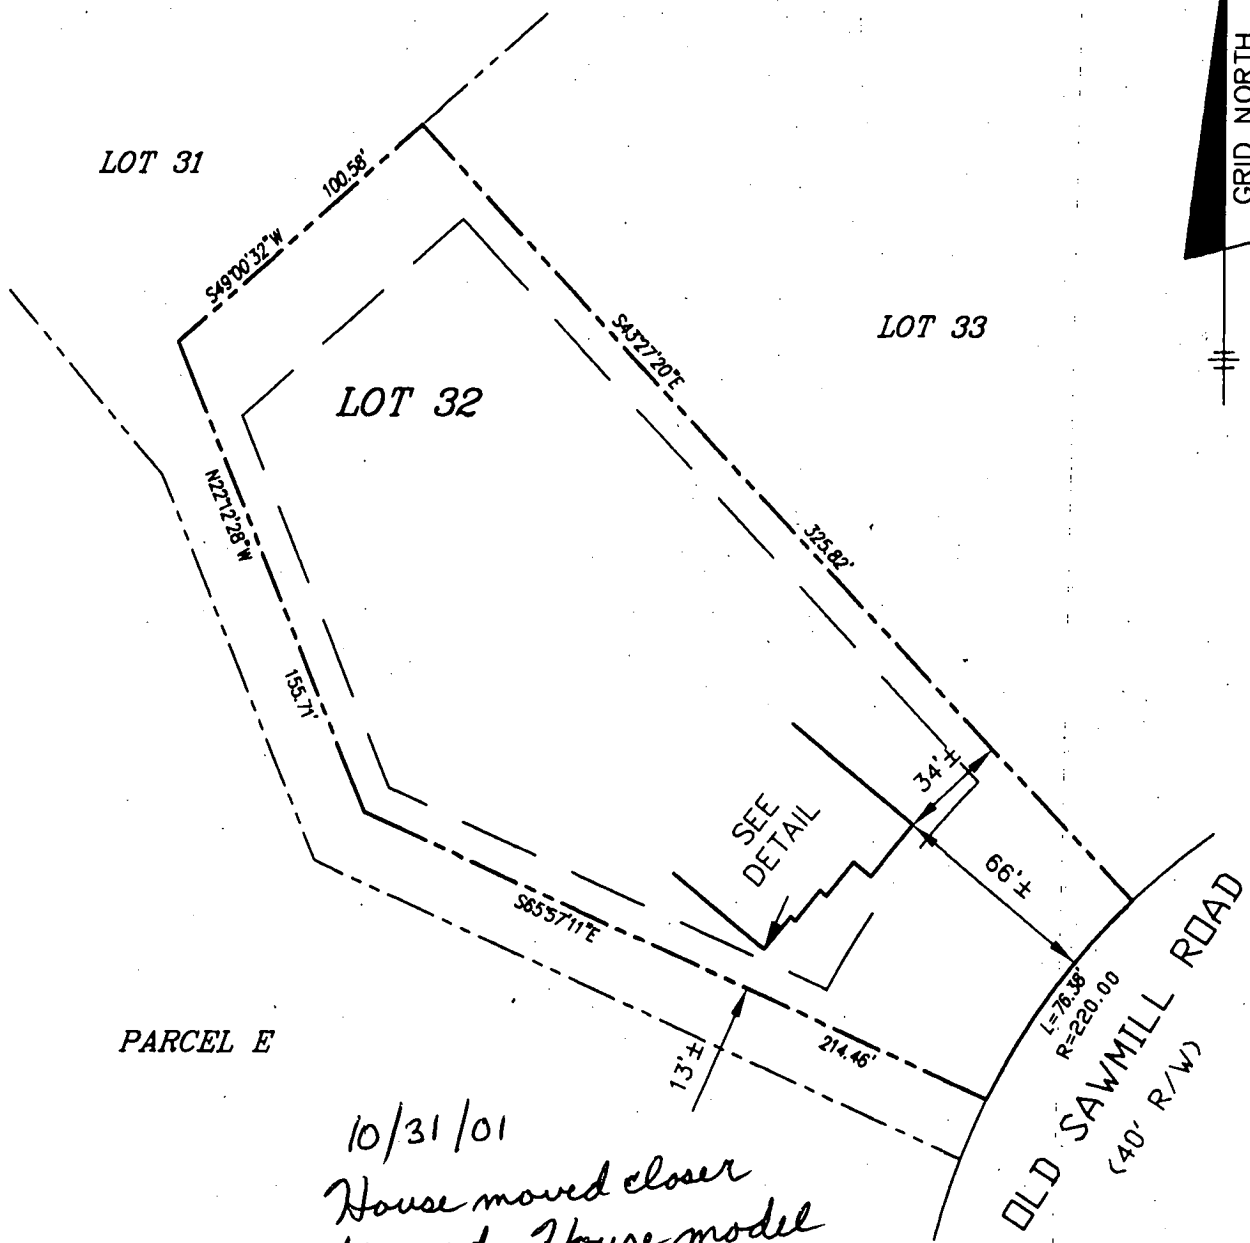 GRID NORTH
LOT 31
100.58'
S49°00'32"W
LOT 33
S43°27'20"E
LOT 32
N22°12'28"W
325.82'
155.71'
34'±
SEE
DETAIL
66'±
S65°57'11"E
L=76.38'
R=220.00
OLD SAWMILL ROAD
(40' R/W)
PARCEL E
13'±
214.46'
10/31/01
House moved closer
House model